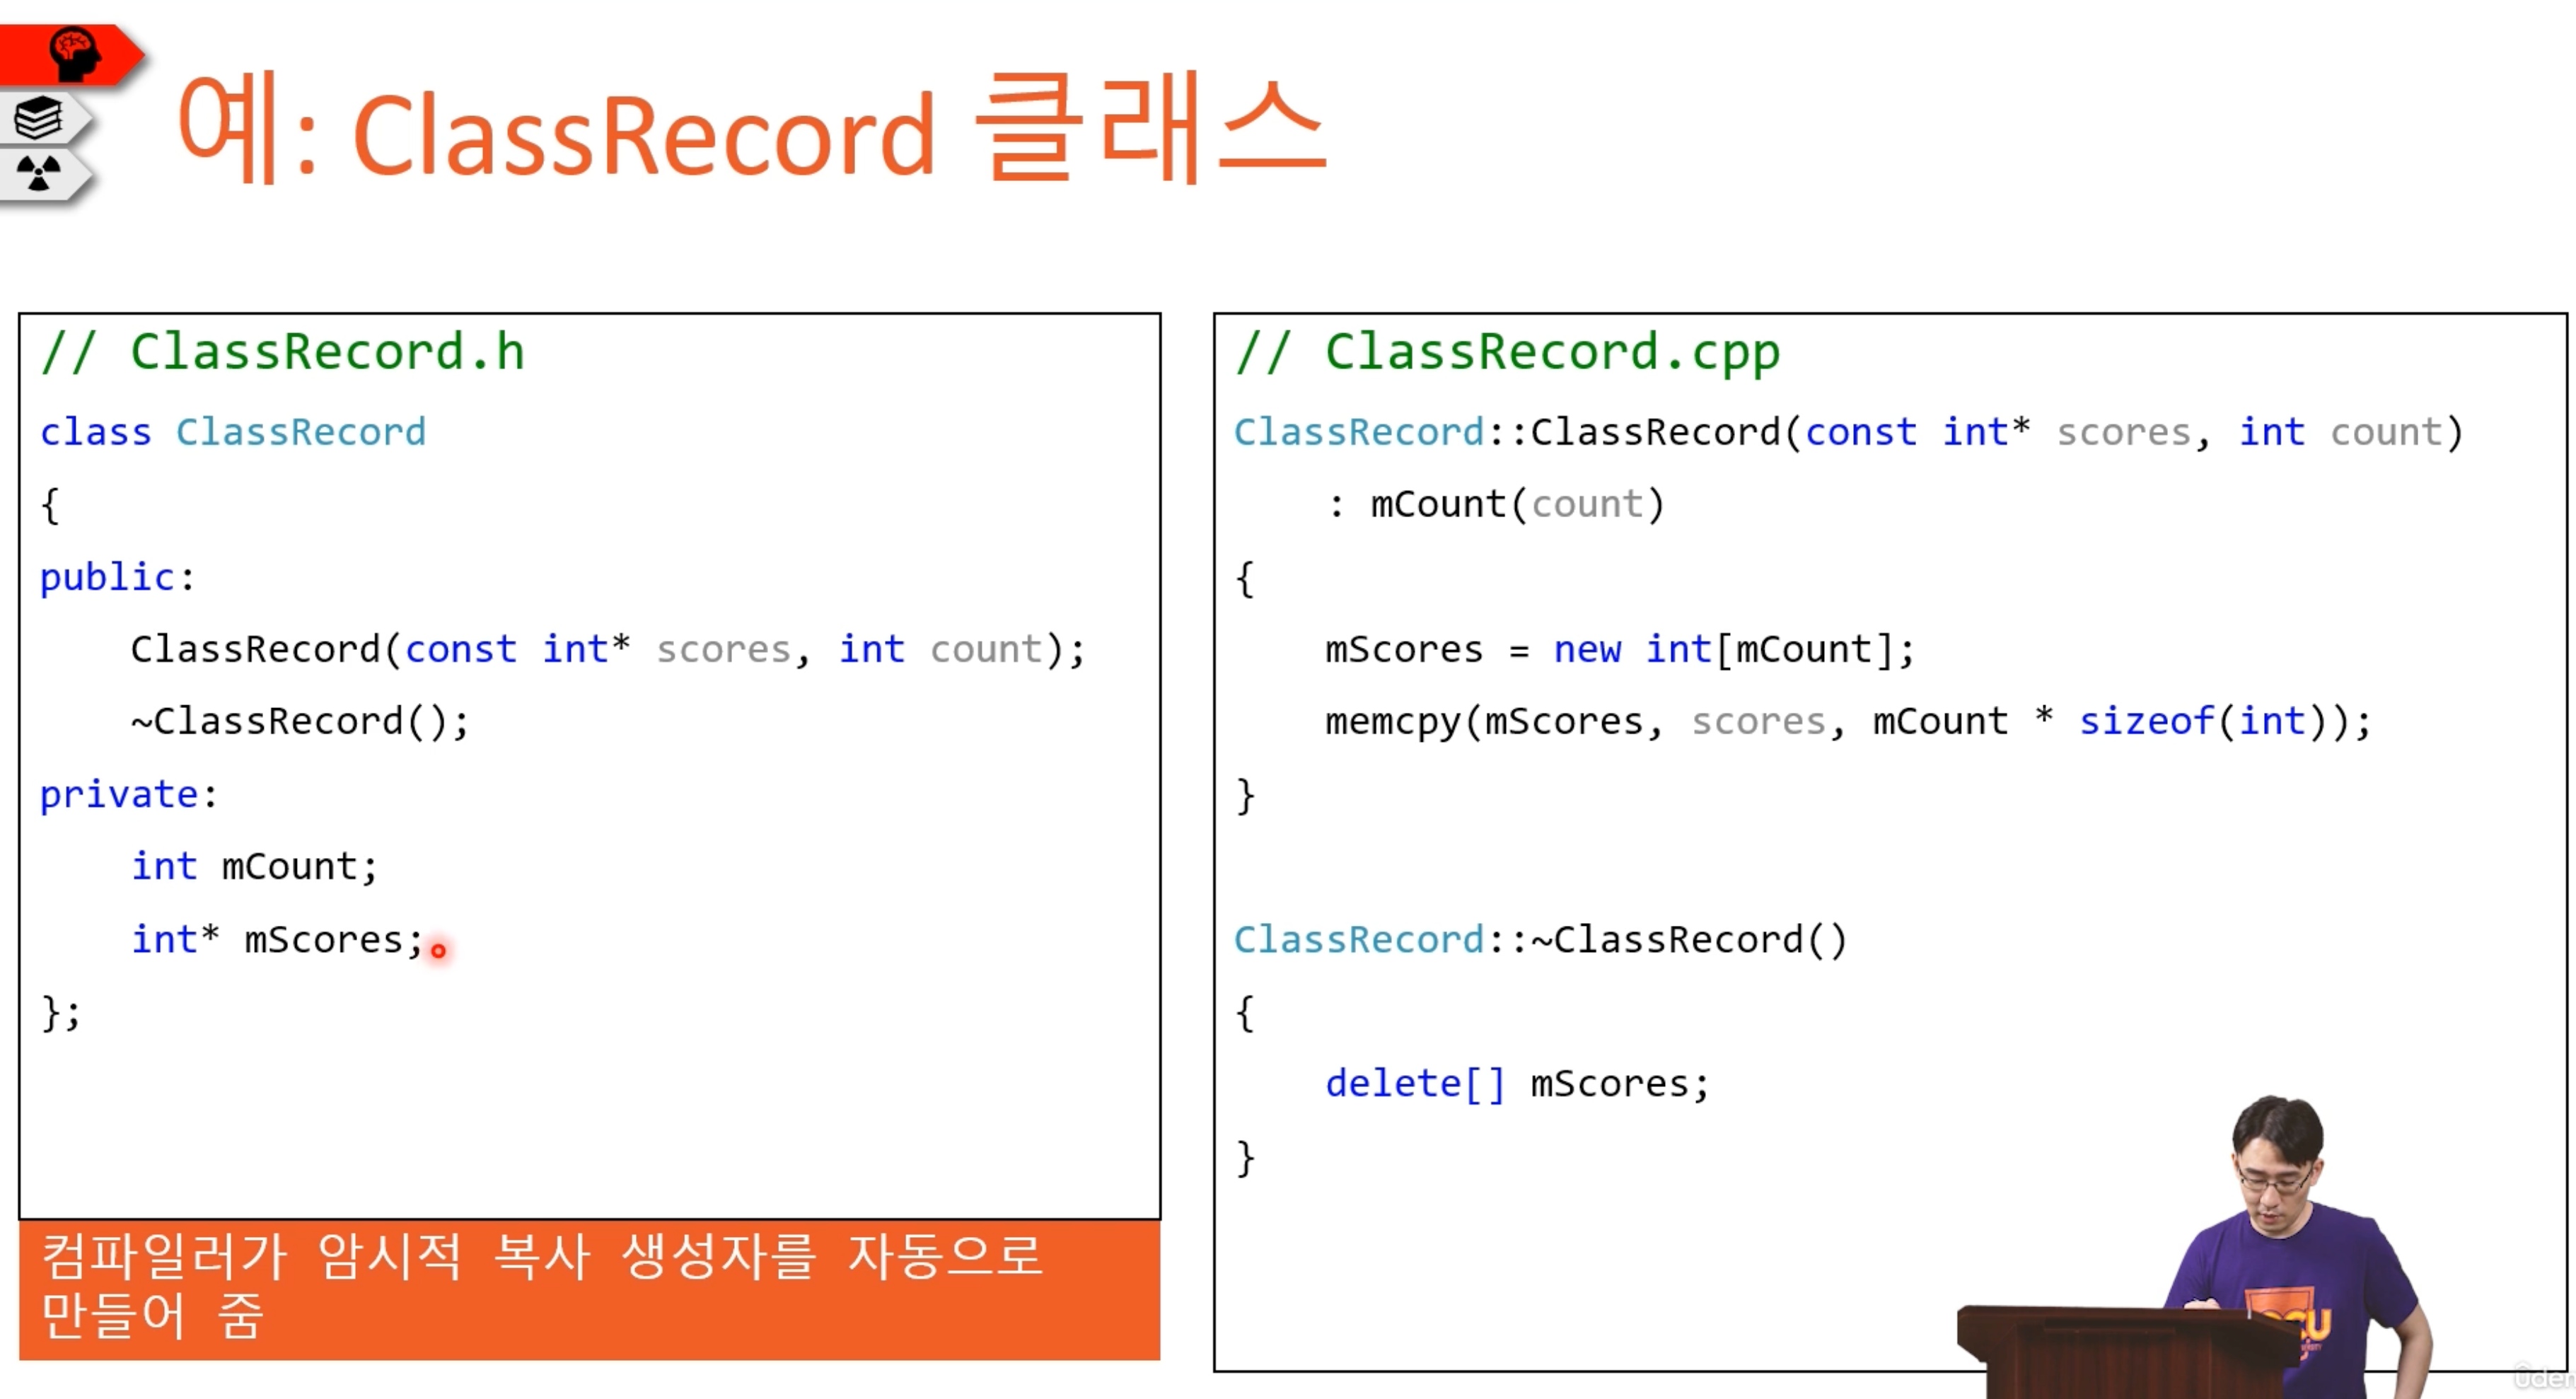 예: ClassRecord 클래스
// ClassRecord.h
class ClassRecord
{
public:
    ClassRecord(const int* scores, int count);
    ~ClassRecord();
private:
    int mCount;
    int* mScores;
};
컴파일러가 암시적 복사 생성자를 자동으로
만들어 줌
// ClassRecord.cpp
ClassRecord::ClassRecord(const int* scores, int count)
    : mCount(count)
{
    mScores = new int[mCount];
    memcpy(mScores, scores, mCount * sizeof(int));
}
ClassRecord::~ClassRecord()
{
    delete[] mScores;
}